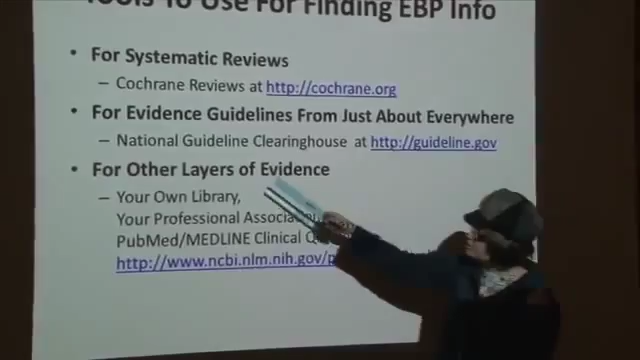 Tools To Use For Finding EBP Info
• For Systematic Reviews
– Cochrane Reviews at http://cochrane.org
• For Evidence Guidelines From Just About Everywhere
– National Guideline Clearinghouse at http://guideline.gov
• For Other Layers of Evidence
– Your Own Library,
Your Professional
PubMed/MEDLINE Clinical
http://www.ncbi.nlm.nih.gov/p